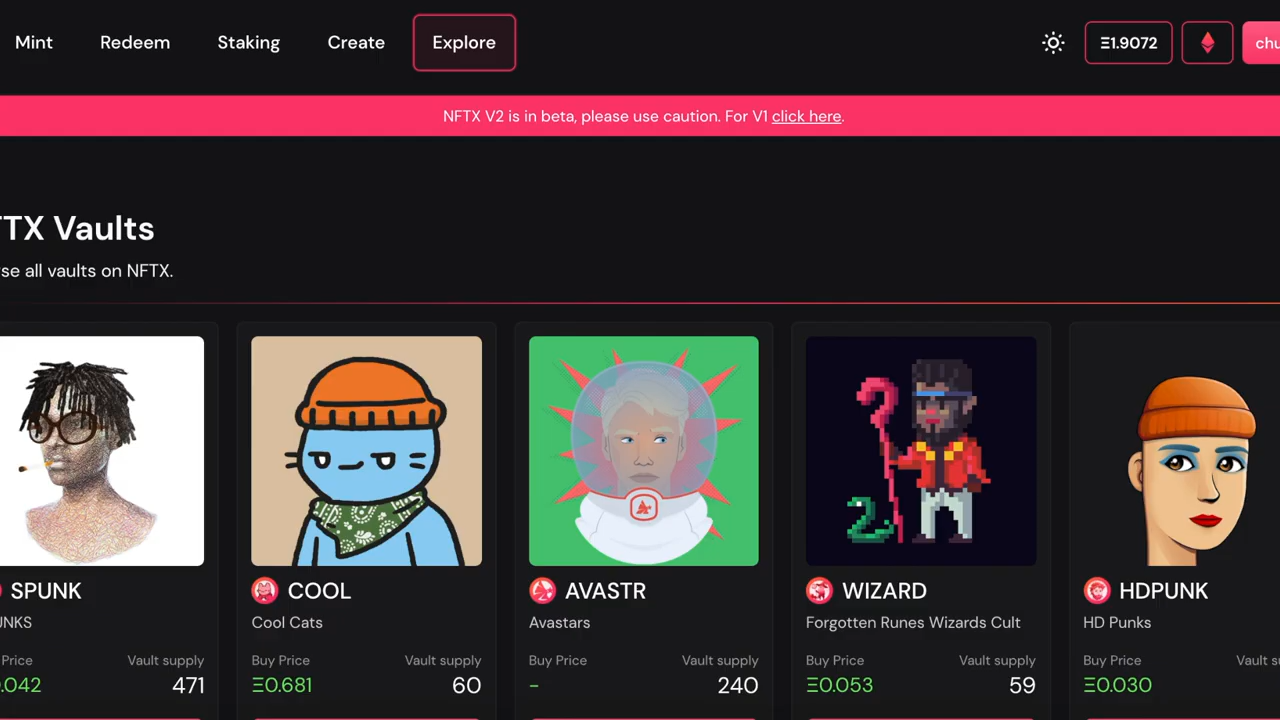 Mint Redeem Staking Create Explore Ξ1.9072 chu
NFTX V2 is in beta, please use caution. For V1 click here.
TX Vaults
se all vaults on NFTX.
SPUNK COOL AVASTR WIZARD HDPUNK
UNKS Cool Cats Avastars Forgotten Runes Wizards Cult HD Punks
Price Vault supply Buy Price Vault supply Buy Price Vault supply Buy Price Vault supply Buy Price Vault su
.042 471 Ξ0.681 60 - 240 Ξ0.053 59 Ξ0.030